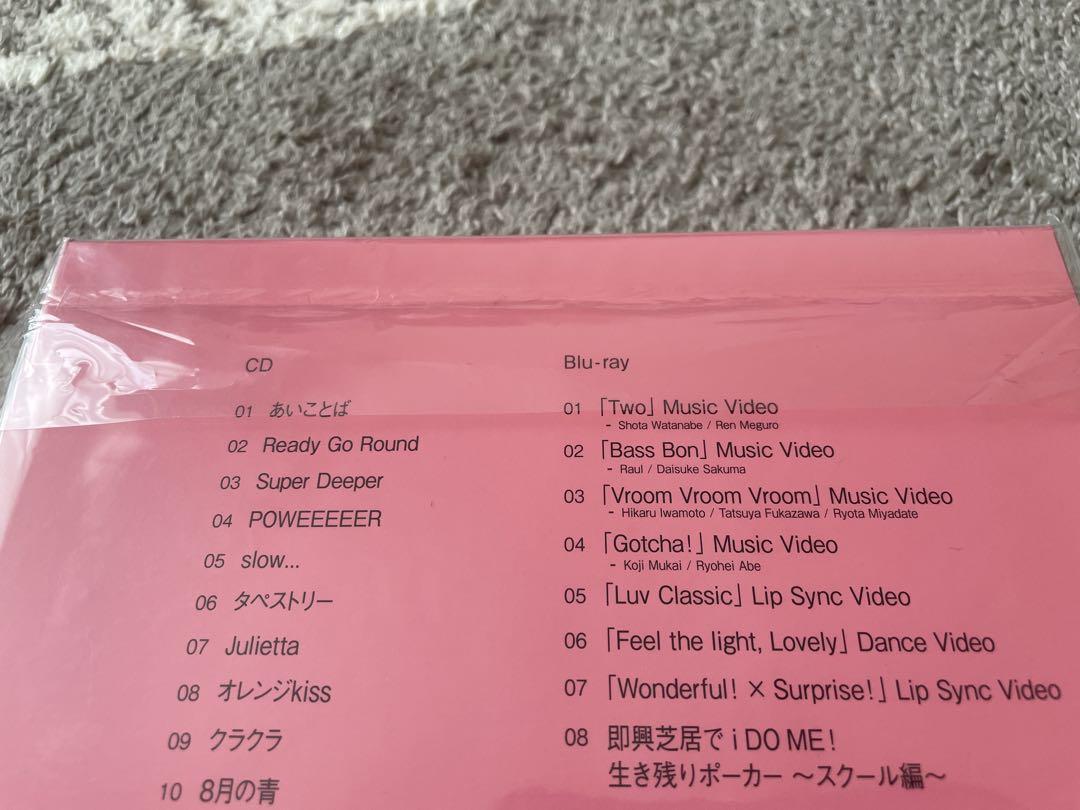 CD
01 あいことば
02 Ready Go Round
03 Super Deeper
04 POWEEEEER
05 slow...
06 タペストリー
07 Julietta
08 オレンジkiss
09 クラクラ
10 8月の青
Blu-ray
01 「Two」 Music Video
- Shota Watanabe / Ren Meguro
02 「Bass Bon」 Music Video
- Raul / Daisuke Sakuma
03 「Vroom Vroom Vroom」 Music Video
- Hikaru Iwamoto / Tatsuya Fukazawa / Ryota Miyadate
04 「Gotcha!」 Music Video
- Koji Mukai / Ryohei Abe
05 「Luv Classic」 Lip Sync Video
06 「Feel the light, Lovely」 Dance Video
07 「Wonderful! × Surprise!」 Lip Sync Video
08 即興芝居で i DO ME!
生き残りポーカー ～スクール編～